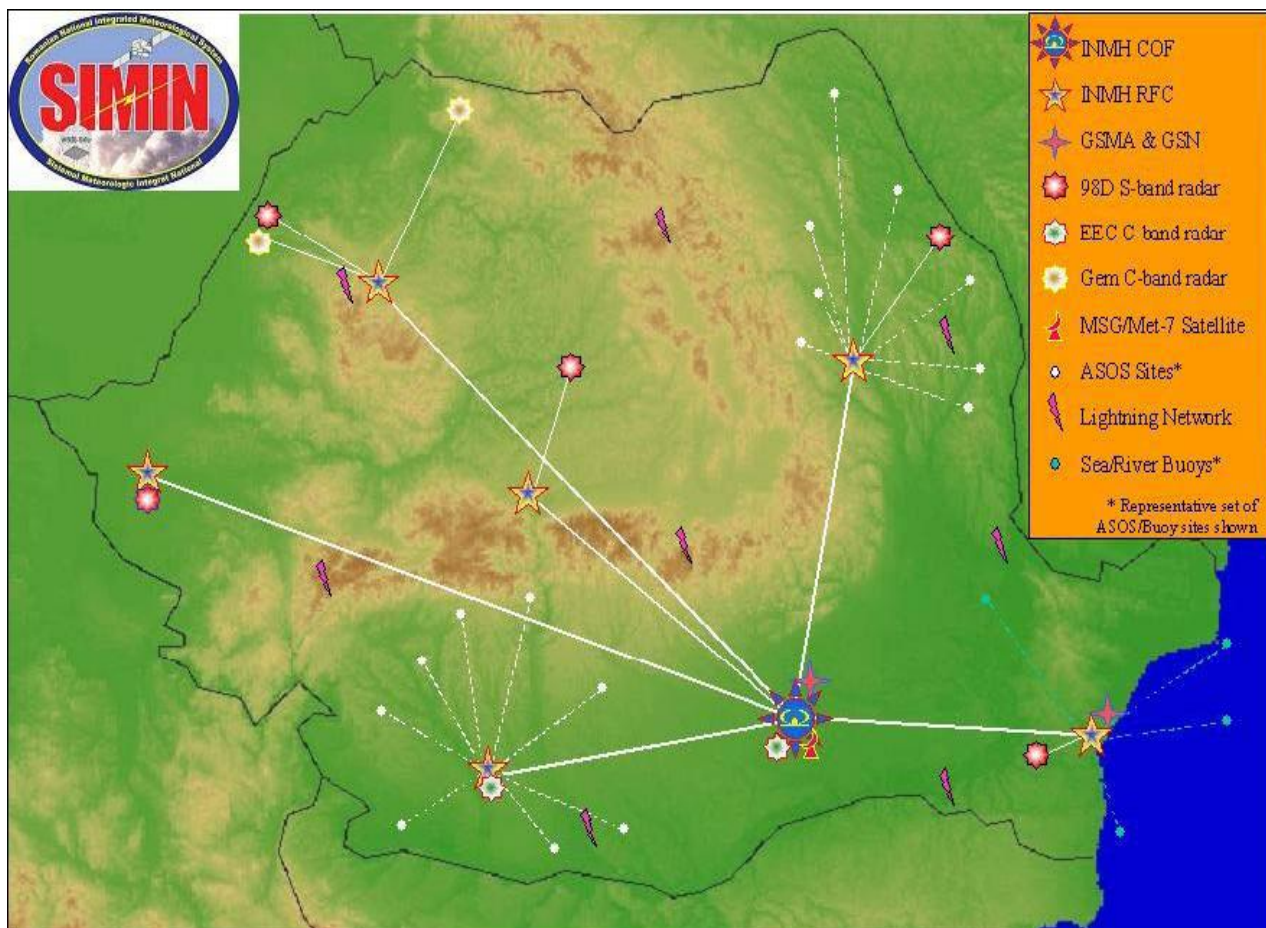 Romanian National Integrated Meteorological System
SIMIN
Sistemul Meteorologic Integrat National
INMH COF
INMH RFC
GSMA & GSN
98D S-band radar
EEC C band radar
Gem C-band radar
MSG/Met-7 Satellite
ASOS Sites*
Lightning Network
Sea/River Buoys*
* Representative set of
ASOS/Buoy sites shown